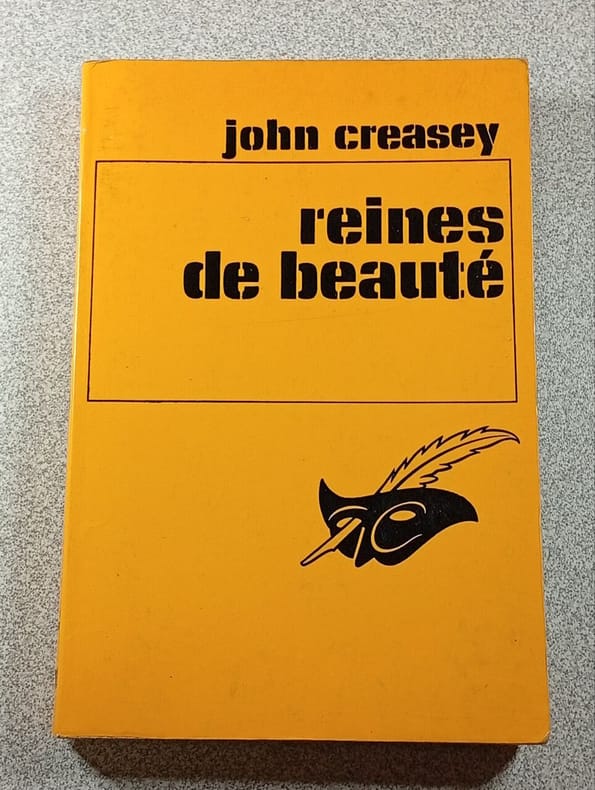 john creasey
reines
de beauté